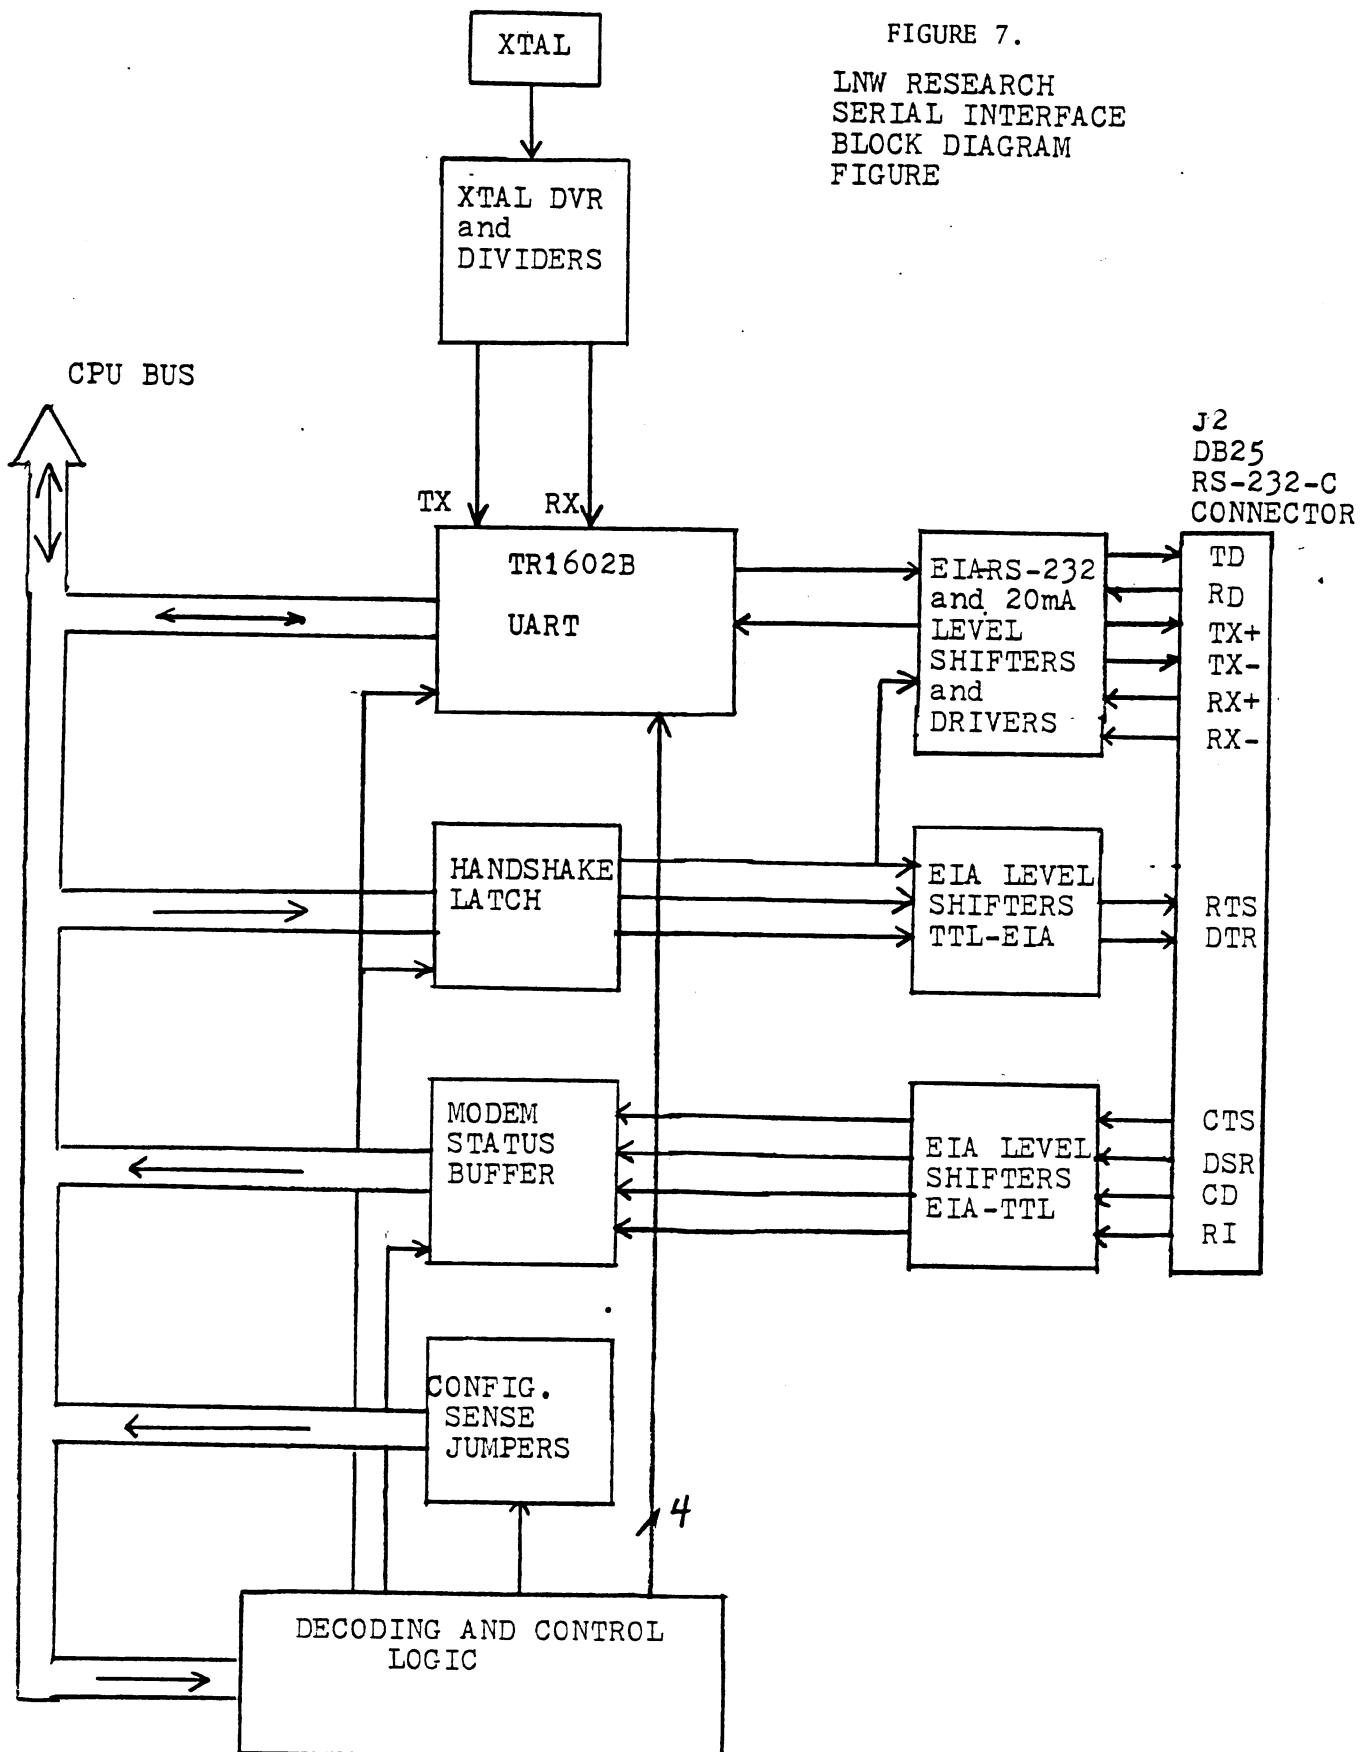 XTAL
FIGURE 7.
LNW RESEARCH
SERIAL INTERFACE
BLOCK DIAGRAM
FIGURE
XTAL DVR
and
DIVIDERS
CPU BUS
J2
DB25
RS-232-C
CONNECTOR
TX
RX
TR1602B
UART
EIARS-232
and 20mA
LEVEL
SHIFTERS
and
DRIVERS
TD
RD
TX+
TX-
RX+
RX-
HANDSHAKE
LATCH
EIA LEVEL
SHIFTERS
TTL-EIA
RTS
DTR
MODEM
STATUS
BUFFER
EIA LEVEL
SHIFTERS
EIA-TTL
CTS
DSR
CD
RI
CONFIG.
SENSE
JUMPERS
4
DECODING AND CONTROL
LOGIC